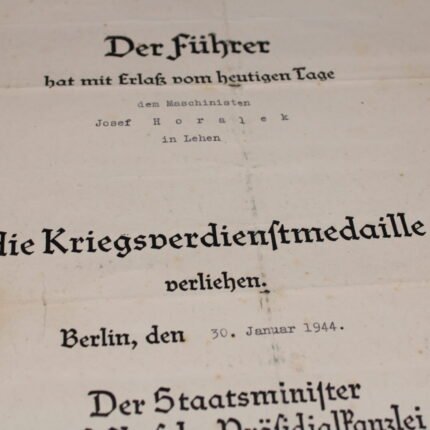 Der Führer
hat mit Erlaß vom heutigen Tage
dem Maschinisten
Josef Horalek
in Lehen
die Kriegsverdienstmedaille
verliehen.
Berlin, den 30. Januar 1944.
Der Staatsminister
Präsidialkanzlei